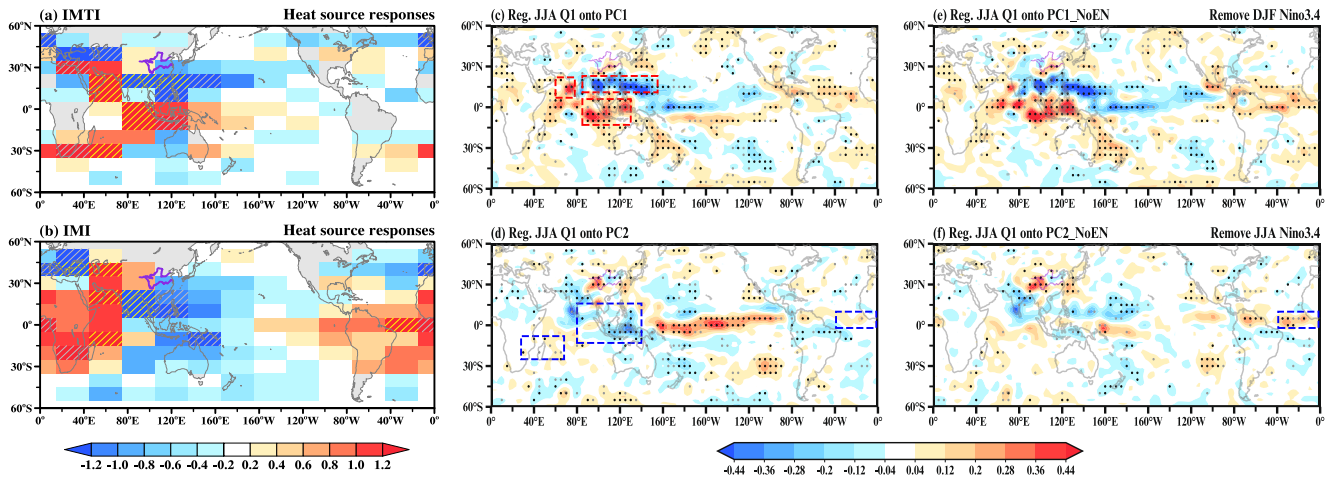 (a) IMTI Heat source responses
60°N
30°N
0°
30°S
60°S
0° 40°E 80°E 120°E 160°E 160°W 120°W 80°W 40°W 0°
(b) IMI Heat source responses
60°N
30°N
0°
30°S
60°S
0° 40°E 80°E 120°E 160°E 160°W 120°W 80°W 40°W 0°
-1.2 -1.0 -0.8 -0.6 -0.4 -0.2 0.2 0.4 0.6 0.8 1.0 1.2
(c) Reg. JJA Q1 onto PC1
60°N
30°N
0°
30°S
60°S
0° 40°E 80°E 120°E 160°E 160°W 120°W 80°W 40°W 0°
(d) Reg. JJA Q1 onto PC2
60°N
30°N
0°
30°S
60°S
0° 40°E 80°E 120°E 160°E 160°W 120°W 80°W 40°W 0°
(e) Reg. JJA Q1 onto PC1_NoEN Remove DJF Nino3.4
60°N
30°N
0°
30°S
60°S
0° 40°E 80°E 120°E 160°E 160°W 120°W 80°W 40°W 0°
(f) Reg. JJA Q1 onto PC2_NoEN Remove JJA Nino3.4
60°N
30°N
0°
30°S
60°S
0° 40°E 80°E 120°E 160°E 160°W 120°W 80°W 40°W 0°
-0.44 -0.36 -0.28 -0.2 -0.12 -0.04 0.04 0.12 0.2 0.28 0.36 0.44